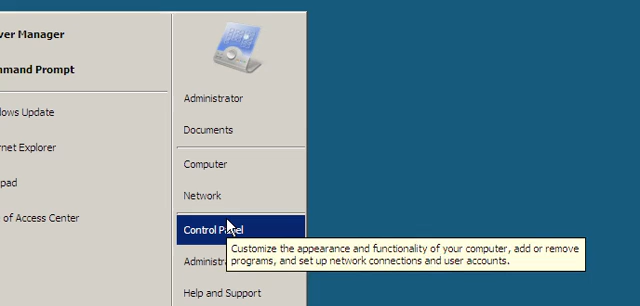 ver Manager
mmand Prompt
dows Update
rnet Explorer
pad
of Access Center
Administrator
Documents
Computer
Network
Control Panel
Customize the appearance and functionality of your computer, add or remove
programs, and set up network connections and user accounts.
Administra
Help and Support